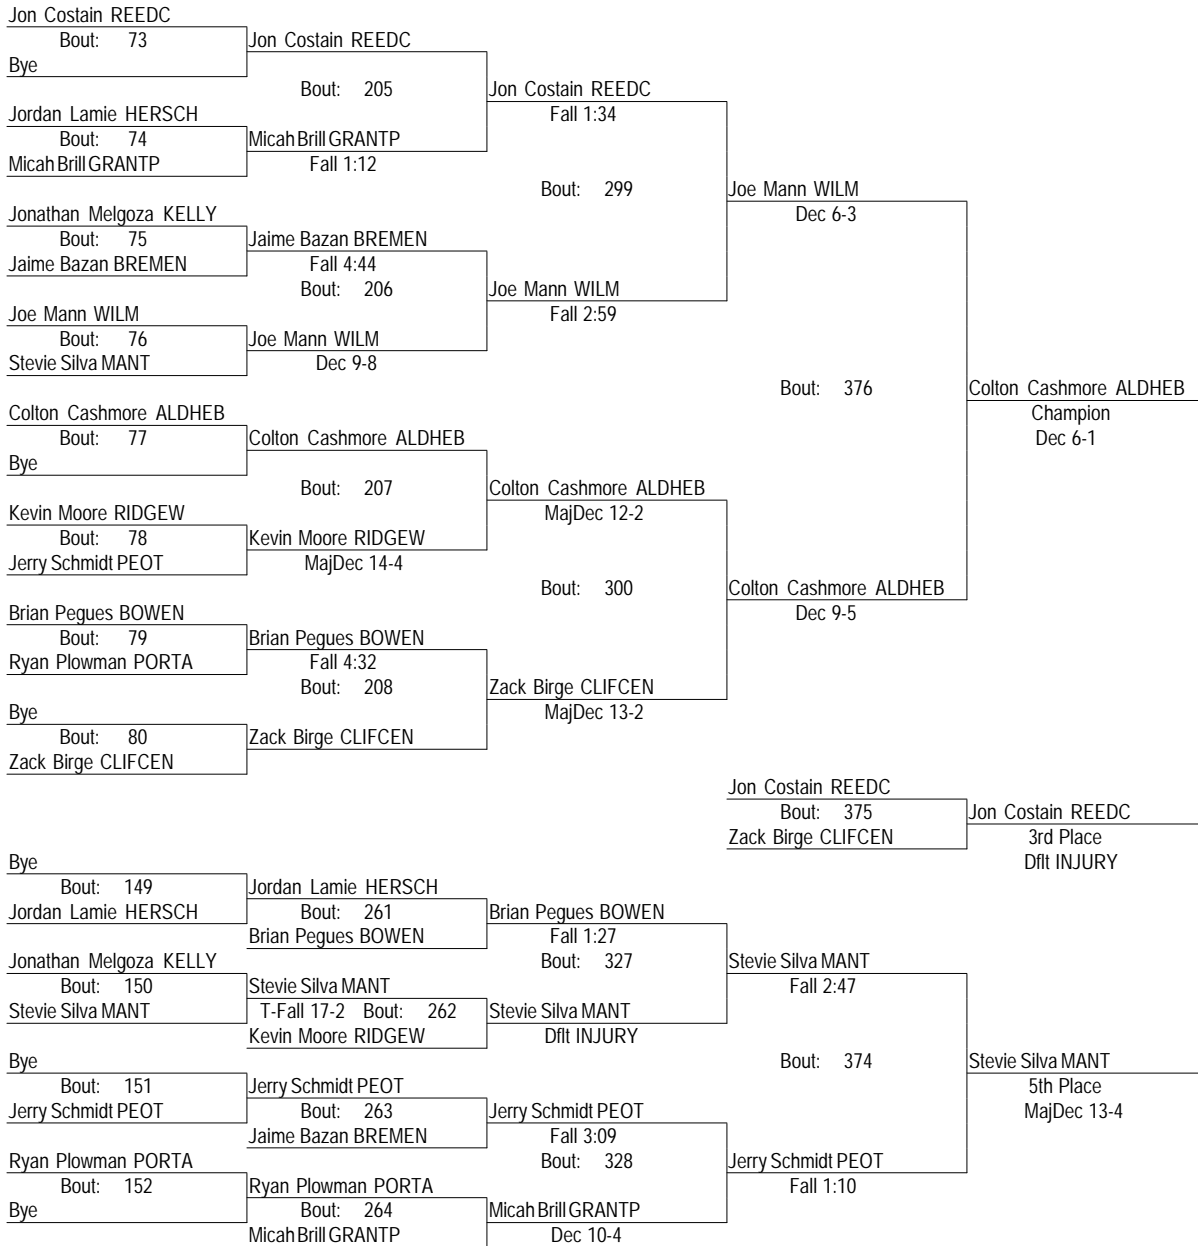 Jon Costain REEDC
Bout: 73
Jon Costain REEDC
Bye
Bout: 205
Jon Costain REEDC
Jordan Lamie HERSCH
Fall 1:34
Bout: 74
Micah Brill GRANTP
Micah Brill GRANTP
Fall 1:12
Bout: 299
Joe Mann WILM
Jonathan Melgoza KELLY
Dec 6-3
Bout: 75
Jaime Bazan BREMEN
Jaime Bazan BREMEN
Fall 4:44
Bout: 206
Joe Mann WILM
Joe Mann WILM
Fall 2:59
Bout: 76
Joe Mann WILM
Stevie Silva MANT
Dec 9-8
Bout: 376
Colton Cashmore ALDHEB
Colton Cashmore ALDHEB
Champion
Bout: 77
Colton Cashmore ALDHEB
Dec 6-1
Bye
Bout: 207
Colton Cashmore ALDHEB
Kevin Moore RIDGEW
MajDec 12-2
Bout: 78
Kevin Moore RIDGEW
Jerry Schmidt PEOT
MajDec 14-4
Bout: 300
Colton Cashmore ALDHEB
Brian Pegues BOWEN
Dec 9-5
Bout: 79
Brian Pegues BOWEN
Ryan Plowman PORTA
Fall 4:32
Bout: 208
Zack Birge CLIFCEN
Bye
MajDec 13-2
Bout: 80
Zack Birge CLIFCEN
Zack Birge CLIFCEN
Jon Costain REEDC
Bout: 375
Jon Costain REEDC
Zack Birge CLIFCEN
3rd Place
Dflt INJURY
Bye
Bout: 149
Jordan Lamie HERSCH
Jordan Lamie HERSCH
Bout: 261
Brian Pegues BOWEN
Brian Pegues BOWEN
Fall 1:27
Jonathan Melgoza KELLY
Bout: 327
Stevie Silva MANT
Bout: 150
Stevie Silva MANT
Fall 2:47
Stevie Silva MANT
T-Fall 17-2 Bout: 262
Stevie Silva MANT
Kevin Moore RIDGEW
Dflt INJURY
Bye
Bout: 374
Stevie Silva MANT
Bout: 151
Jerry Schmidt PEOT
5th Place
Jerry Schmidt PEOT
Bout: 263
Jerry Schmidt PEOT
MajDec 13-4
Jaime Bazan BREMEN
Fall 3:09
Ryan Plowman PORTA
Bout: 328
Jerry Schmidt PEOT
Bout: 152
Ryan Plowman PORTA
Fall 1:10
Bye
Bout: 264
Micah Brill GRANTP
Micah Brill GRANTP
Dec 10-4